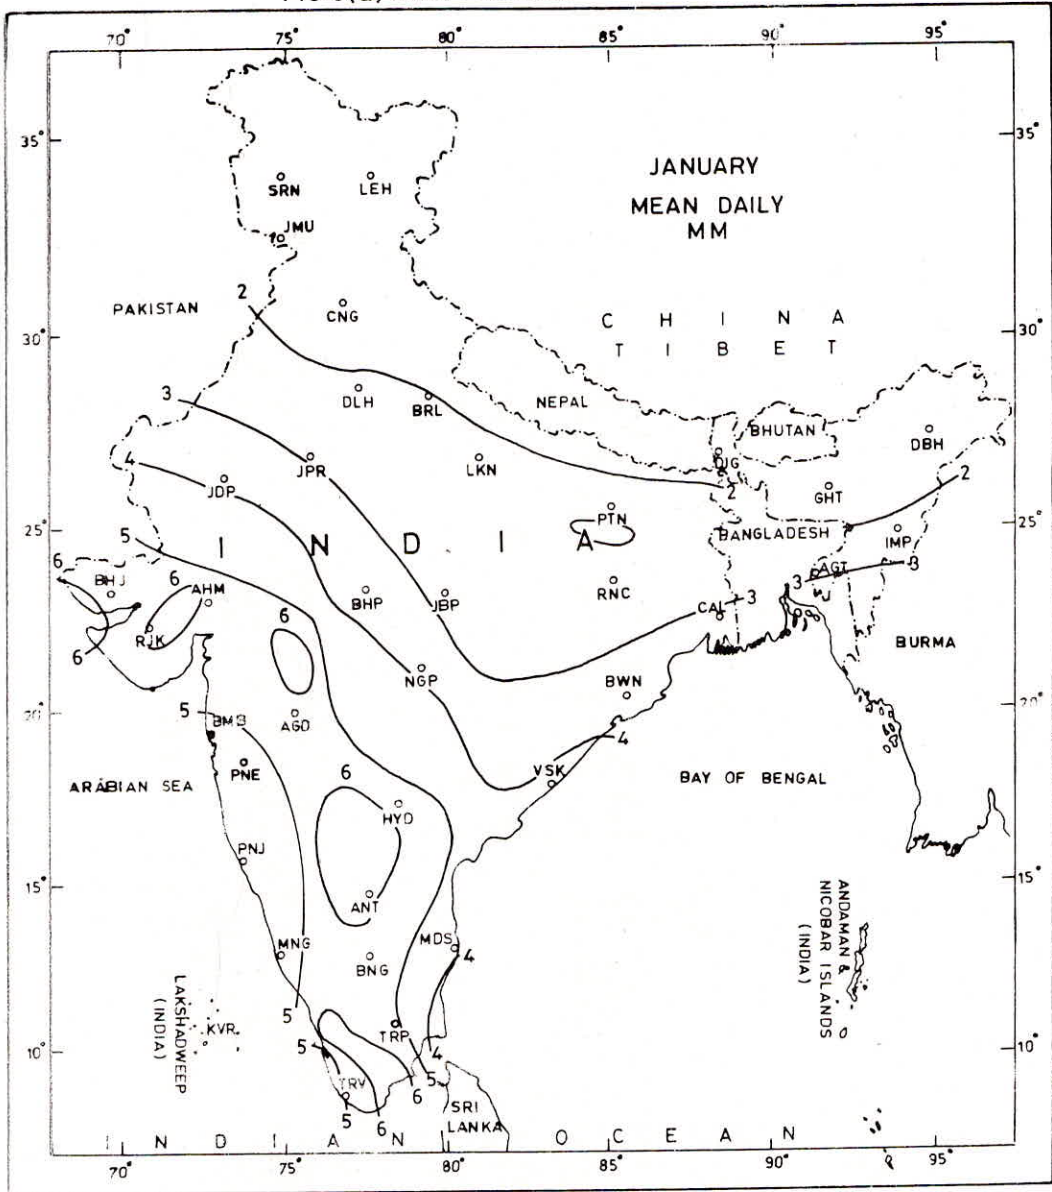 70° 75° 80° 85° 90° 95°
35° 35°
JANUARY
MEAN DAILY
MM
SRN LEH
JMU
2
PAKISTAN
CNG
C H I N A
T I B E T
30° 30°
3
DLH
BRL
NEPAL
BHUTAN
DBH
4
JPR
LKN
DJG
JDP
2
GHT
2
PTN
25° 25°
5
I N D I A
BANGLADESH
IMP
6
BHJ
6
AHM
BHP
JBP
RNC
CAL
3
3
AGT
3
RJK
6
6
NGP
BWN
BURMA
20° 20°
5
BMB
AGD
4
PNE
6
VSK
ARABIAN SEA
BAY OF BENGAL
HYD
PNJ
15° 15°
ANT
ANDAMAN &
NICOBAR ISLANDS
(INDIA)
MNG
BNG
MDS
4
LAKSHADWEEP
(INDIA)
KVR
5
TRP
10° 10°
5
4
5
TRV
6
5
6
SRI
LANKA
I N D I A N O C E A N
70° 75° 80° 85° 90° 95°